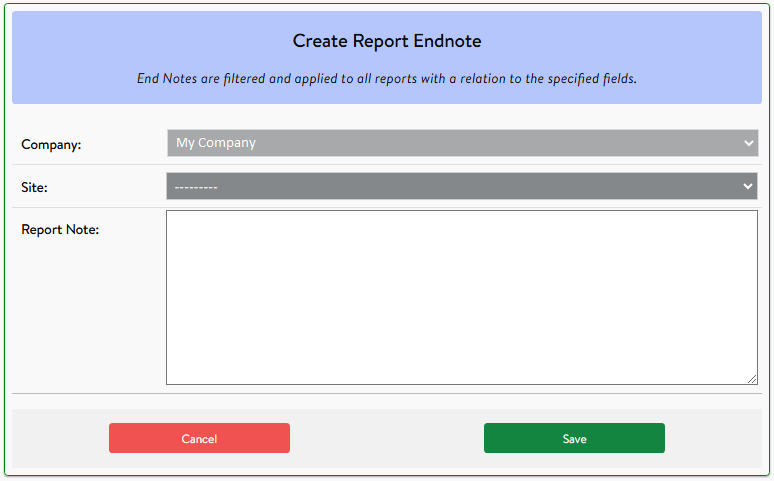 Create Report Endnote
End Notes are filtered and applied to all reports with a relation to the specified fields.
Company: My Company
Site: ---------
Report Note:
Cancel Save